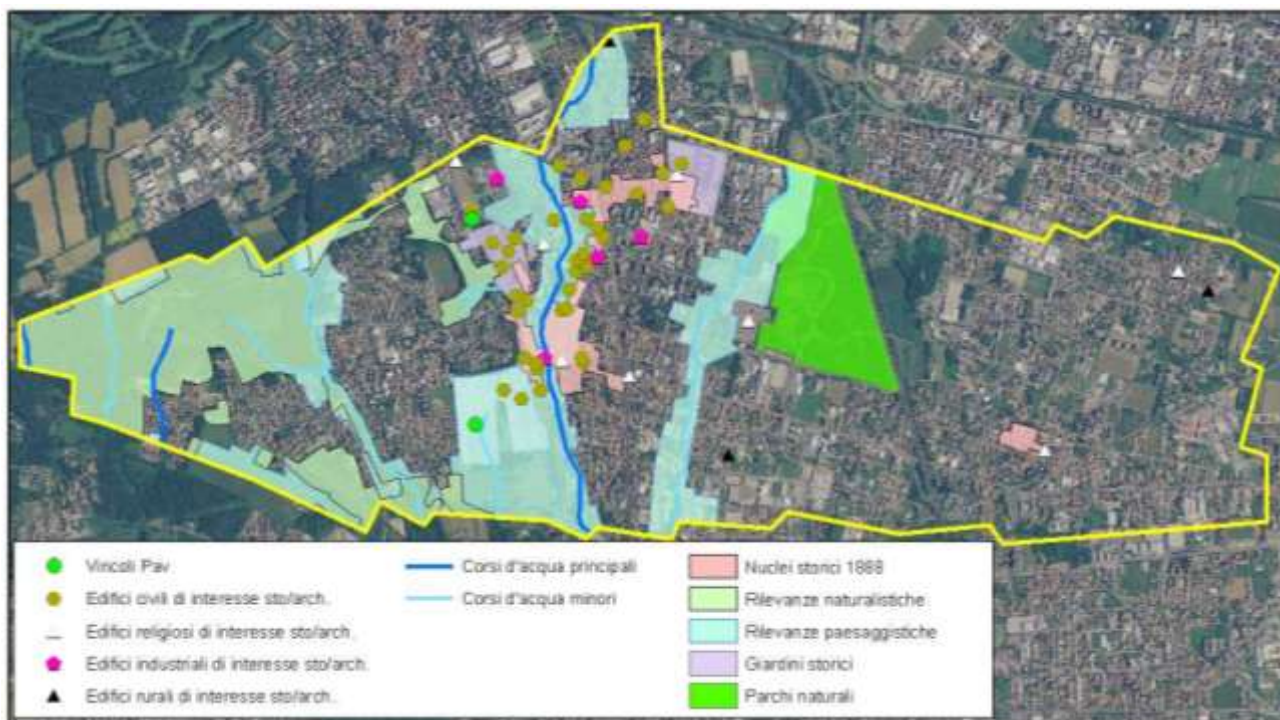 Vincoli Pav
Edifici civili di interesse sto/arch.
Edifici religiosi di interesse sto/arch.
Edifici industriali di interesse sto/arch.
Edifici rurali di interesse sto/arch.
Corsi d'acqua principali
Corsi d'acqua minori
Nuclei storici 1888
Rilevanze naturalistiche
Rilevanze paesaggistiche
Giardini storici
Parchi naturali